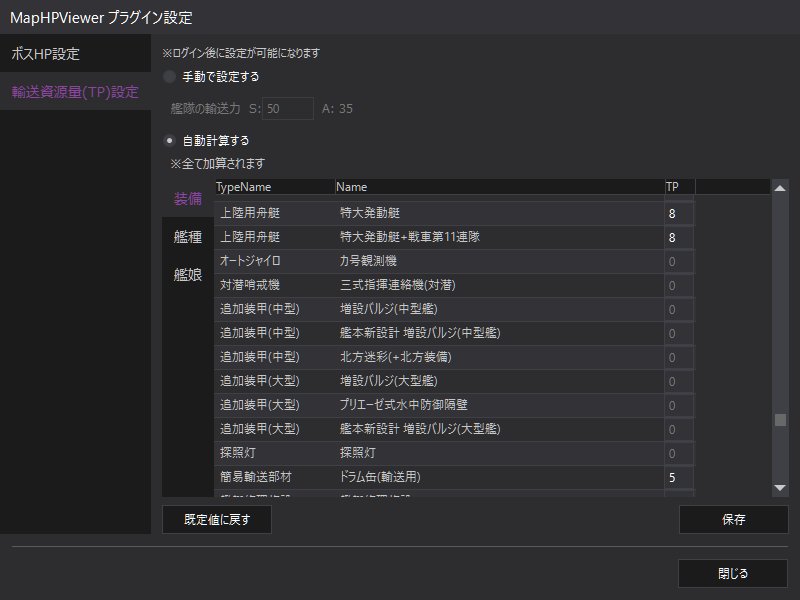 MapHPViewer プラグイン設定
ボスHP設定
輸送資源量(TP)設定
※ログイン後に設定が可能になります
手動で設定する
艦隊の輸送力 S: 50 A: 35
自動計算する
※全て加算されます
装備
艦種
艦娘
TypeName Name TP
上陸用舟艇 特大発動艇 8
上陸用舟艇 特大発動艇+戦車第11連隊 8
オートジャイロ カ号観測機 0
対潜哨戒機 三式指揮連絡機(対潜) 0
追加装甲(中型) 増設バルジ(中型艦) 0
追加装甲(中型) 艦本新設計 増設バルジ(中型艦) 0
追加装甲(中型) 北方迷彩(+北方装備) 0
追加装甲(大型) 増設バルジ(大型艦) 0
追加装甲(大型) プリエーゼ式水中防御隔壁 0
追加装甲(大型) 艦本新設計 増設バルジ(大型艦) 0
探照灯 探照灯 0
簡易輸送部材 ドラム缶(輸送用) 5
既定値に戻す 保存
閉じる